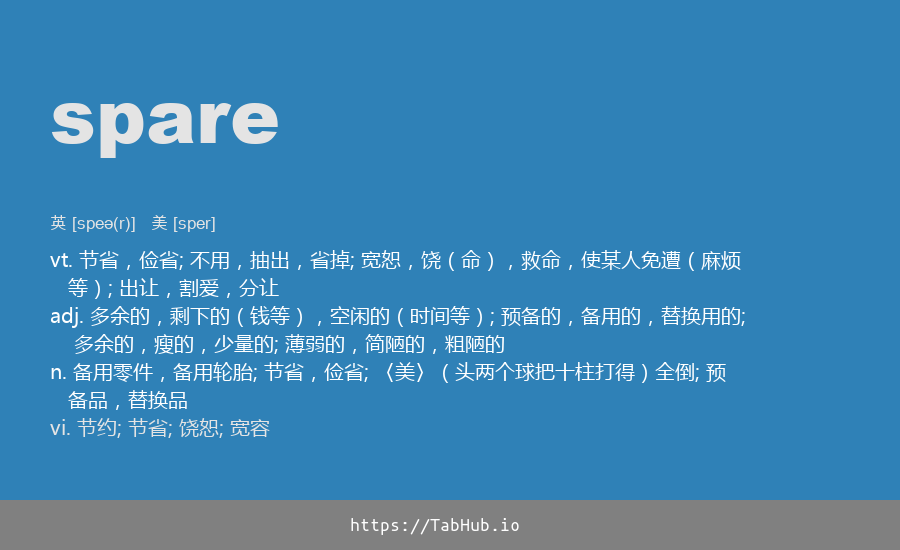 spare
英 [speə(r)] 美 [sper]
vt. 节省，俭省; 不用，抽出，省掉; 宽恕，饶（命），救命，使某人免遭（麻烦
等）; 出让，割爱，分让
adj. 多余的，剩下的（钱等），空闲的（时间等）; 预备的，备用的，替换用的;
多余的，瘦的，少量的; 薄弱的，简陋的，粗陋的
n. 备用零件，备用轮胎; 节省，俭省; 〈美〉（头两个球把十柱打得）全倒; 预
备品，替换品
vi. 节约; 节省; 饶恕; 宽容
https://TabHub.io